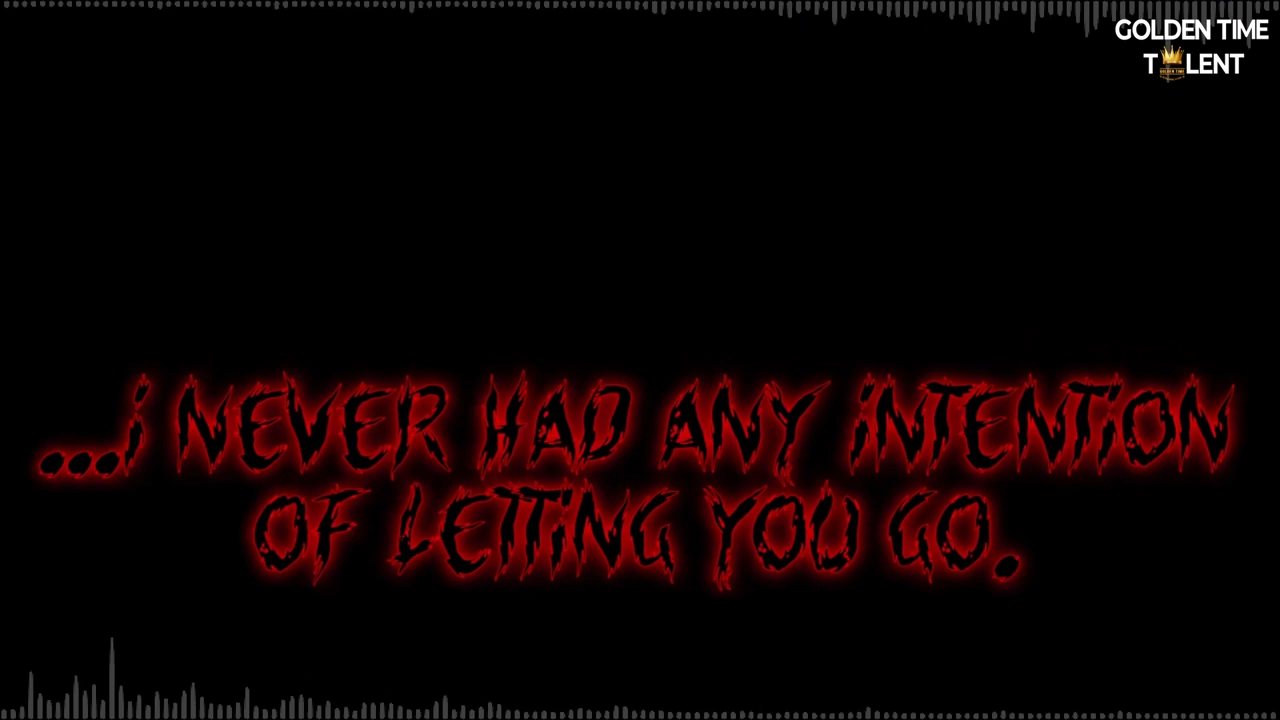 GOLDEN TIME
TALENT
...i NEVER HAD ANY iNTENTiON
OF LETTiNG YOU GO.